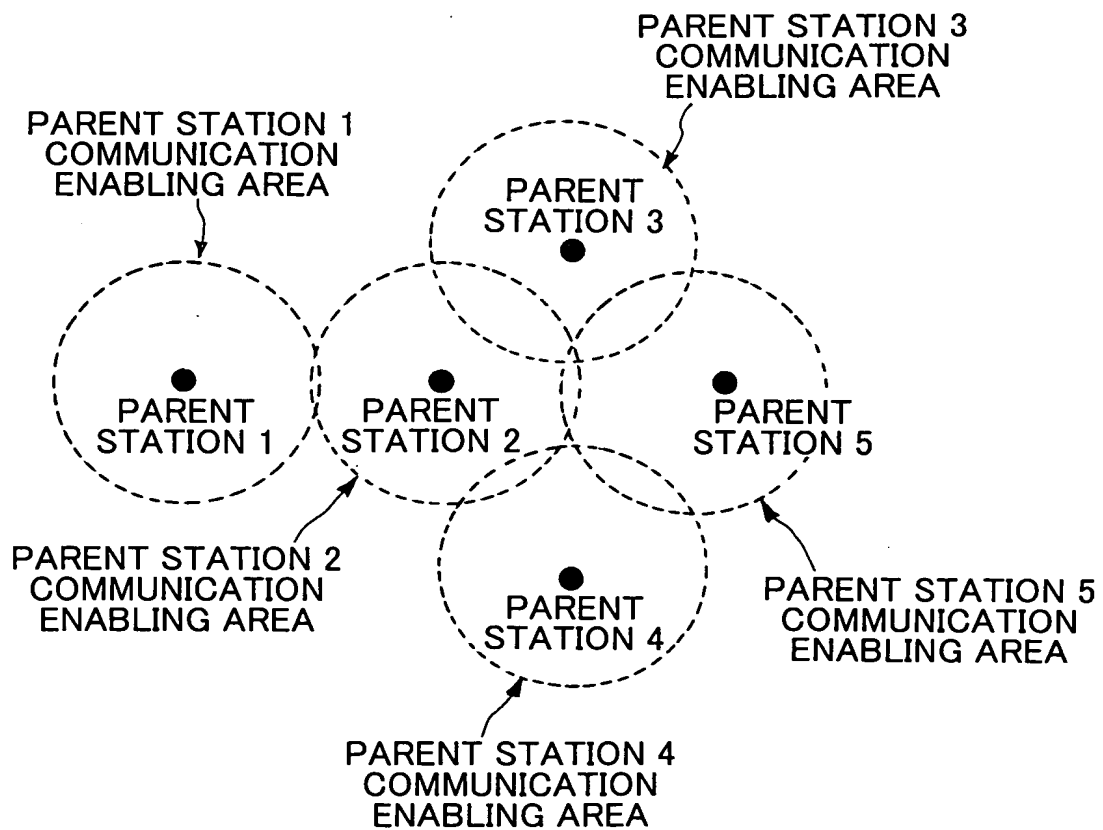 PARENT STATION 3
COMMUNICATION
ENABLING AREA
PARENT STATION 1
COMMUNICATION
ENABLING AREA
PARENT
STATION 3
PARENT
STATION 1
PARENT
STATION 2
PARENT
STATION 5
PARENT STATION 2
COMMUNICATION
ENABLING AREA
PARENT
STATION 4
PARENT STATION 5
COMMUNICATION
ENABLING AREA
PARENT STATION 4
COMMUNICATION
ENABLING AREA